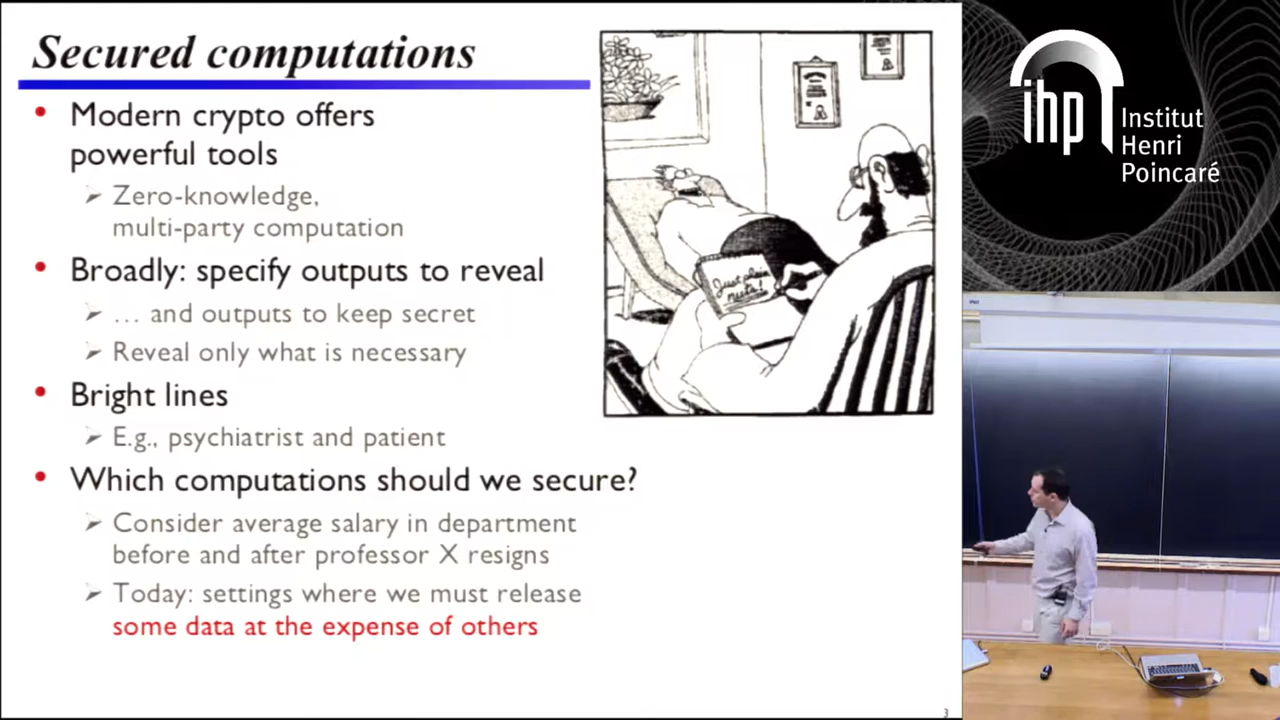 Secured computations
• Modern crypto offers
powerful tools
➢ Zero-knowledge,
multi-party computation
• Broadly: specify outputs to reveal
➢ … and outputs to keep secret
➢ Reveal only what is necessary
• Bright lines
➢ E.g., psychiatrist and patient
• Which computations should we secure?
➢ Consider average salary in department
before and after professor X resigns
➢ Today: settings where we must release
some data at the expense of others
Just plain
nuts!
3
ihp
Institut
Henri
Poincaré